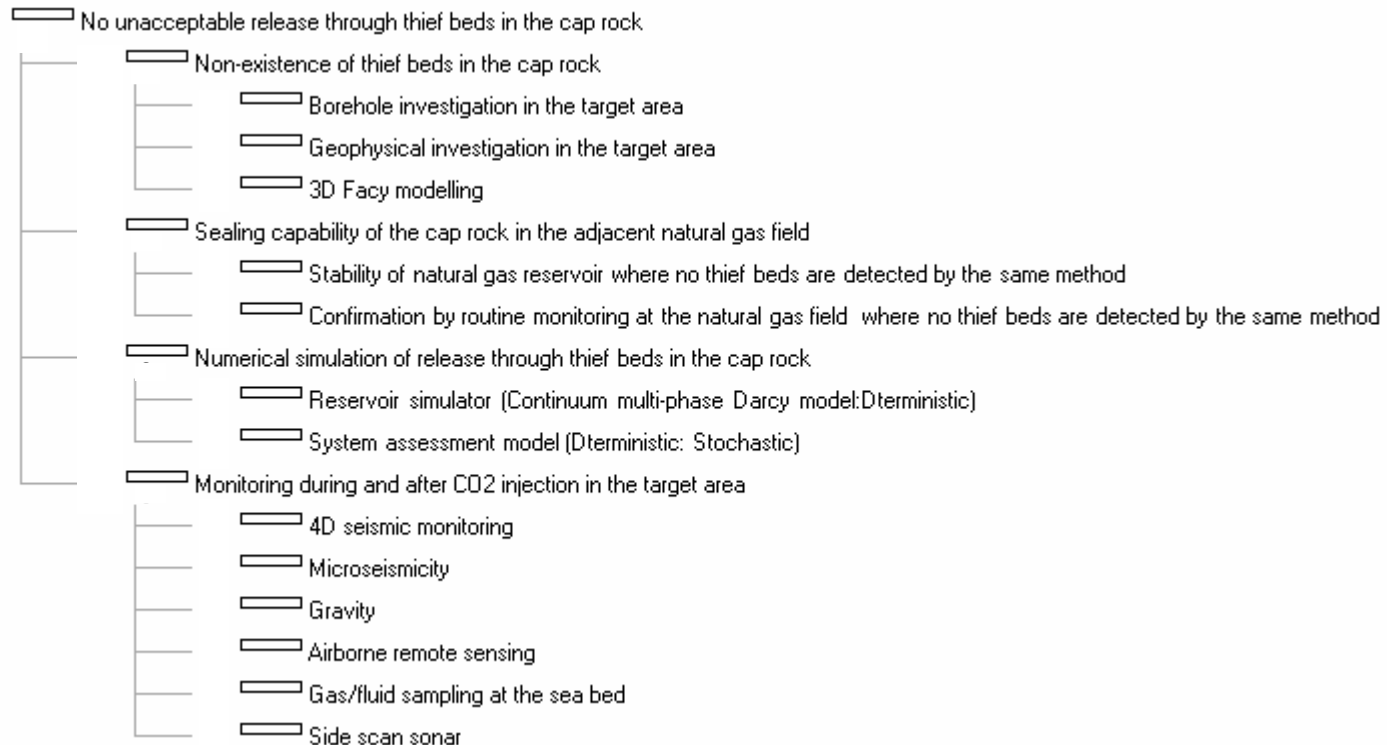 No unacceptable release through thief beds in the cap rock
Non-existence of thief beds in the cap rock
Borehole investigation in the target area
Geophysical investigation in the target area
3D Facy modelling
Sealing capability of the cap rock in the adjacent natural gas field
Stability of natural gas reservoir where no thief beds are detected by the same method
Confirmation by routine monitoring at the natural gas field where no thief beds are detected by the same method
Numerical simulation of release through thief beds in the cap rock
Reservoir simulator (Continuum multi-phase Darcy model:Dterministic)
System assessment model (Dterministic: Stochastic)
Monitoring during and after CO2 injection in the target area
4D seismic monitoring
Microseismicity
Gravity
Airborne remote sensing
Gas/fluid sampling at the sea bed
Side scan sonar